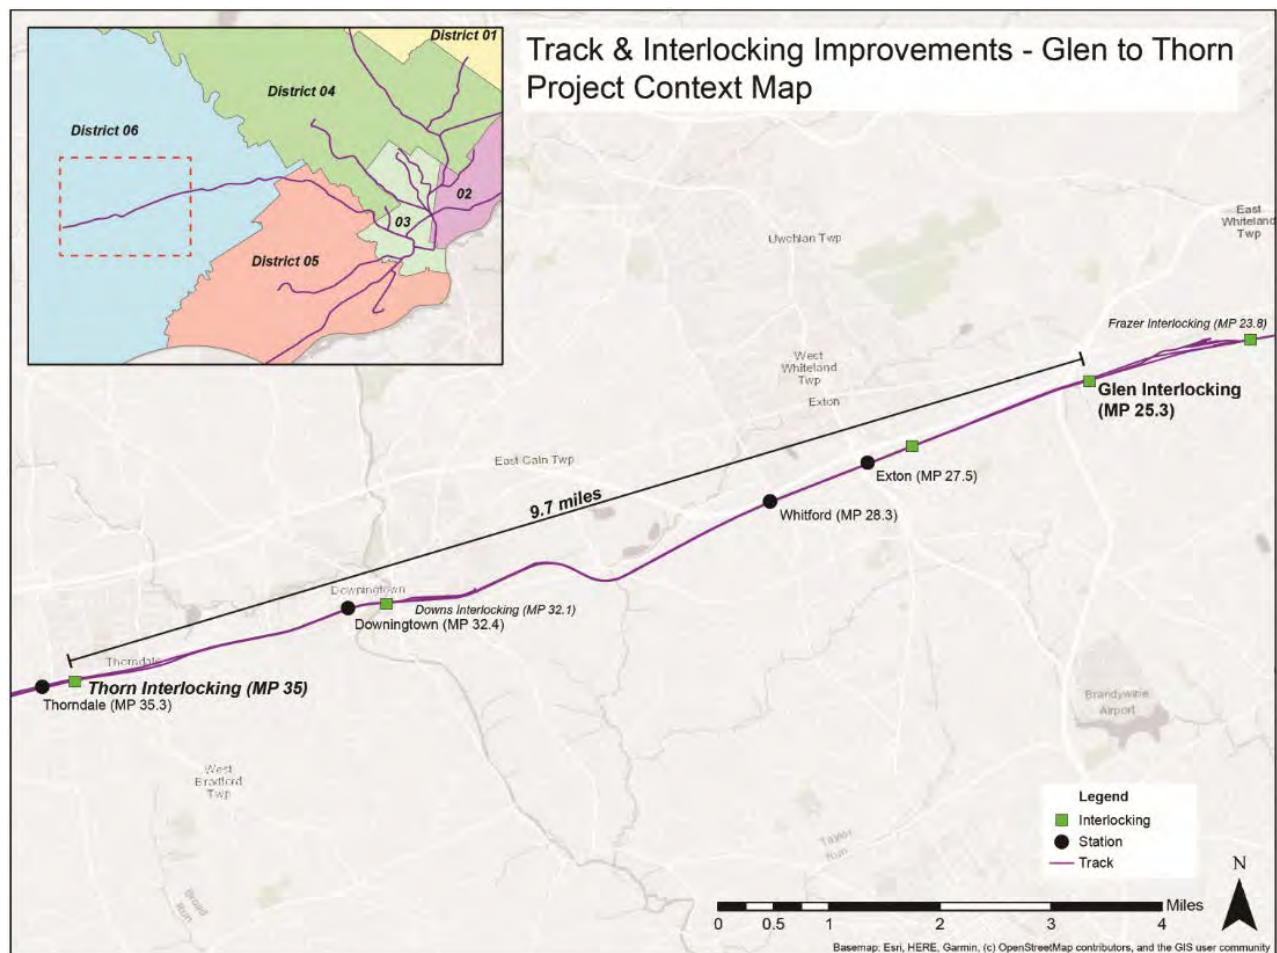 Track & Interlocking Improvements - Glen to Thorn
Project Context Map
District 01
District 04
District 06
02
03
District 05
East
Whiteland
Twp
Uwchlan Twp
Frazer Interlocking (MP 23.8)
West
Whiteland
Twp
Exton
Glen Interlocking
(MP 25.3)
East Caln Twp
Exton (MP 27.5)
9.7 miles
Whitford (MP 28.3)
Downingtown
Downs Interlocking (MP 32.1)
Downingtown (MP 32.4)
Thorndale
Thorn Interlocking (MP 35)
Thorndale (MP 35.3)
Brandywine
Airport
West
Bradford
Twp
Legend
Interlocking
Station
Track
Taylor
Run
Broad
Run
N
Miles
0 0.5 1 2 3 4
Basemap: Esri, HERE, Garmin, (c) OpenStreetMap contributors, and the GIS user community